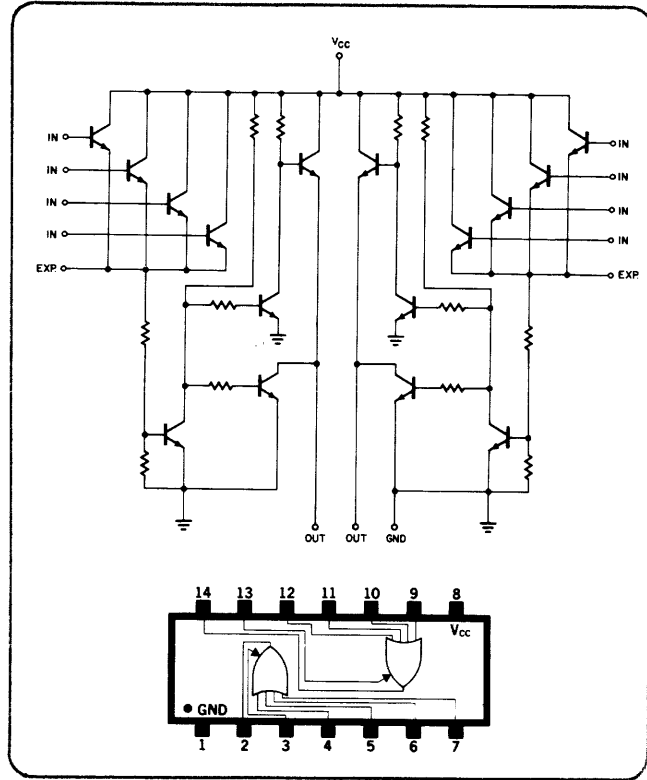 VCC
IN
IN
IN
IN
IN
IN
IN
IN
EXP.
EXP.
OUT
OUT
GND
14 13 12 11 10 9 8
VCC
GND
1 2 3 4 5 6 7